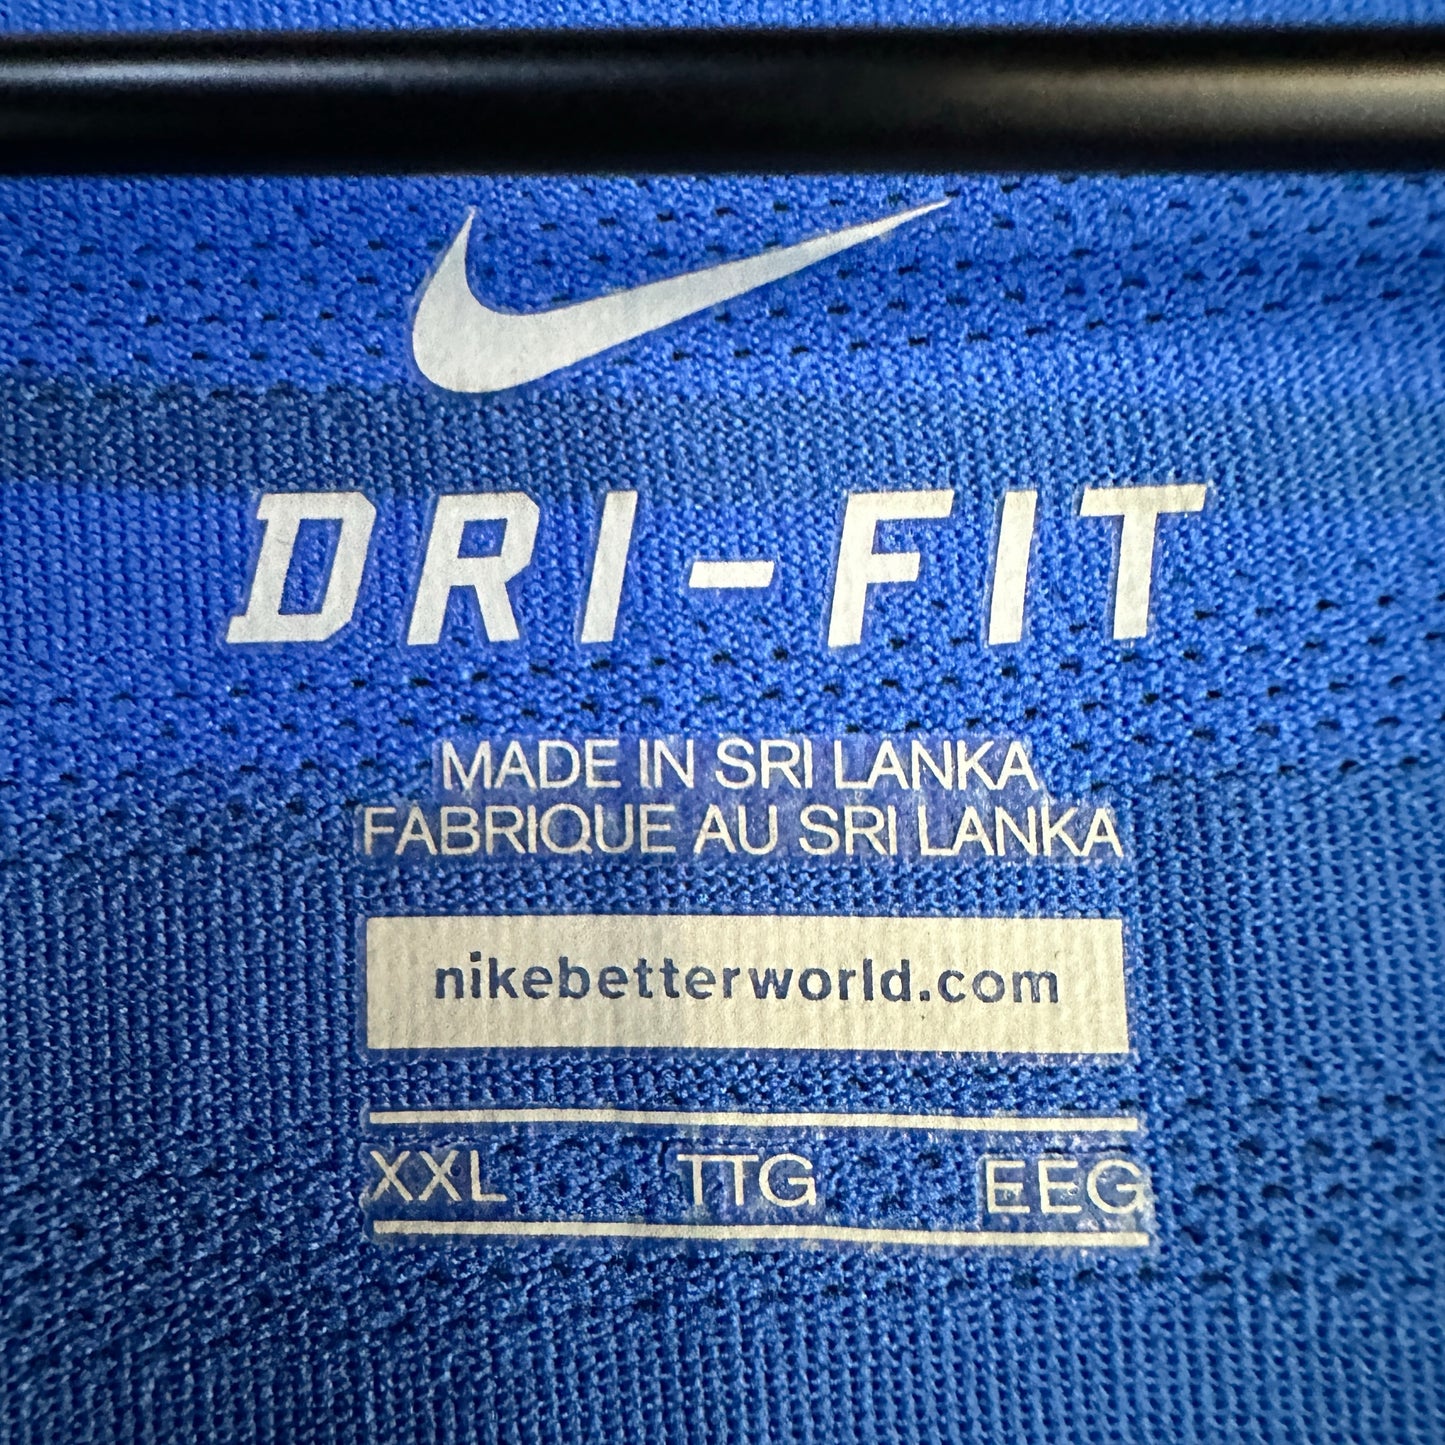 DRI-FIT
MADE IN SRI LANKA
FABRIQUE AU SRI LANKA
nikebetterworld.com
XXL TTG EEG